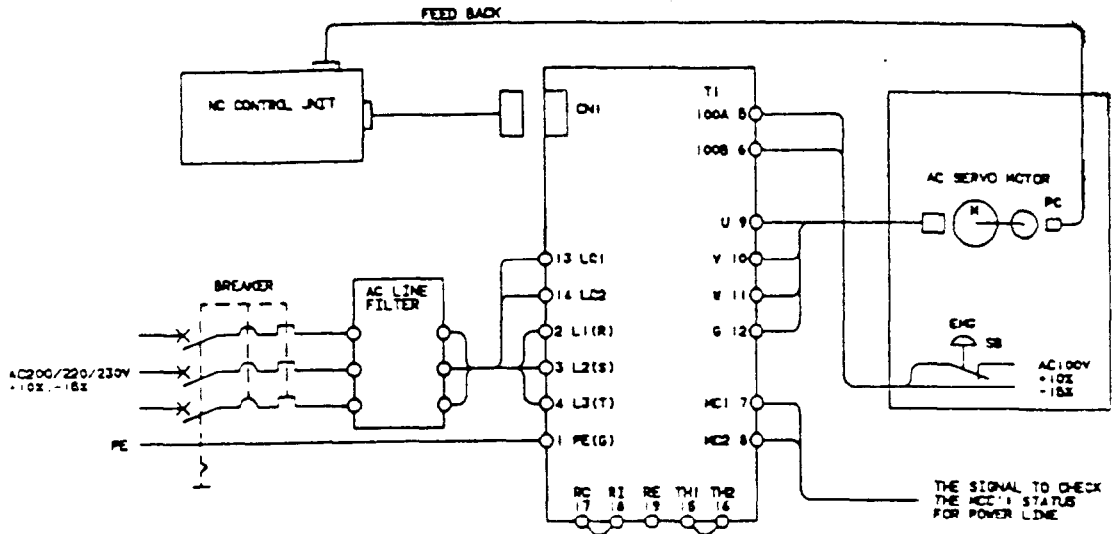 FEED BACK
NC CONTROL UNIT
CN1
T1
100A 5
100B 6
AC SERVO MOTOR
M
PC
U 9
V 10
W 11
G 12
13 LC1
14 LC2
2 L1(R)
3 L2(S)
4 L3(T)
1 PE(G)
BREAKER
AC LINE
FILTER
AC200/220/230V
+10% -15%
PE
EMG
SB
AC100V
+10%
-15%
MC1 7
MC2 8
RC RI RE TH1 TH2
17 18 19 15 16
THE SIGNAL TO CHECK
THE MCC'S STATUS
FOR POWER LINE